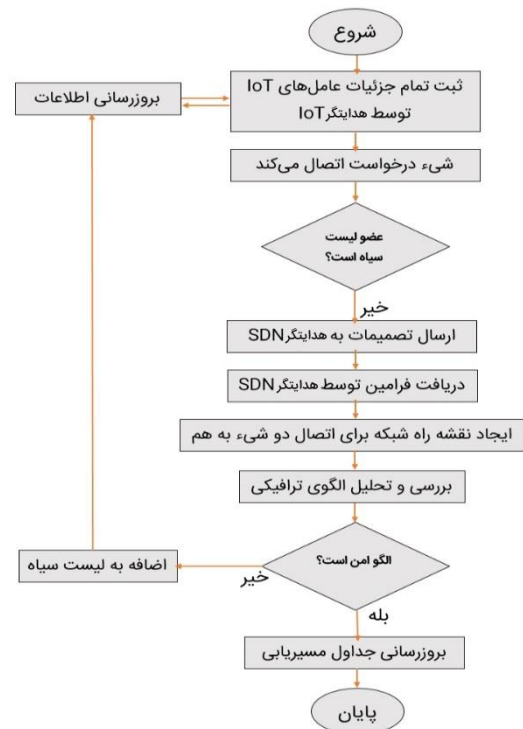 شروع
ثبت تمام جزئیات عامل‌های IoT
توسط هدایتگر IoT
بروزرسانی اطلاعات
شیء درخواست اتصال می‌کند
عضو لیست
سیاه است؟
خیر
ارسال تصمیمات به هدایتگر SDN
دریافت فرامین توسط هدایتگر SDN
ایجاد نقشه راه شبکه برای اتصال دو شیء به هم
بررسی و تحلیل الگوی ترافیکی
الگو امن است؟
خیر
اضافه به لیست سیاه
بله
بروزرسانی جداول مسیریابی
پایان